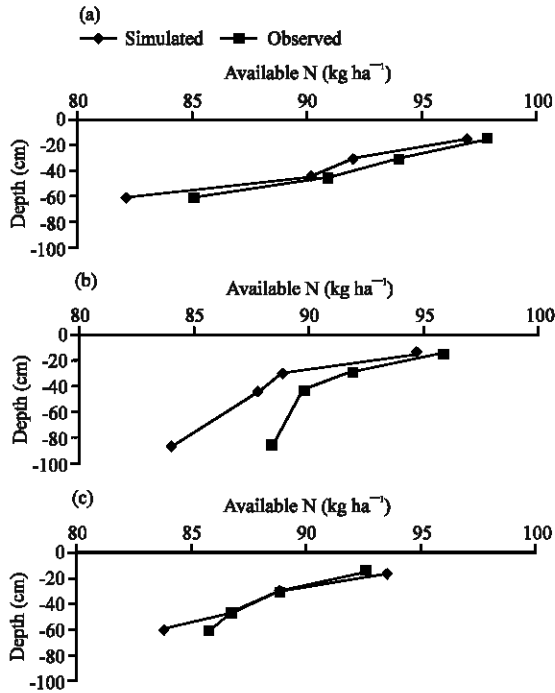 (a)
Simulated Observed
Available N (kg ha⁻¹)
80 85 90 95 100
0
-20
-40
-60
-80
-100
Depth (cm)
(b)
Available N (kg ha⁻¹)
80 85 90 95 100
0
-20
-40
-60
-80
-100
Depth (cm)
(c)
Available N (kg ha⁻¹)
80 85 90 95 100
0
-20
-40
-60
-80
-100
Depth (cm)